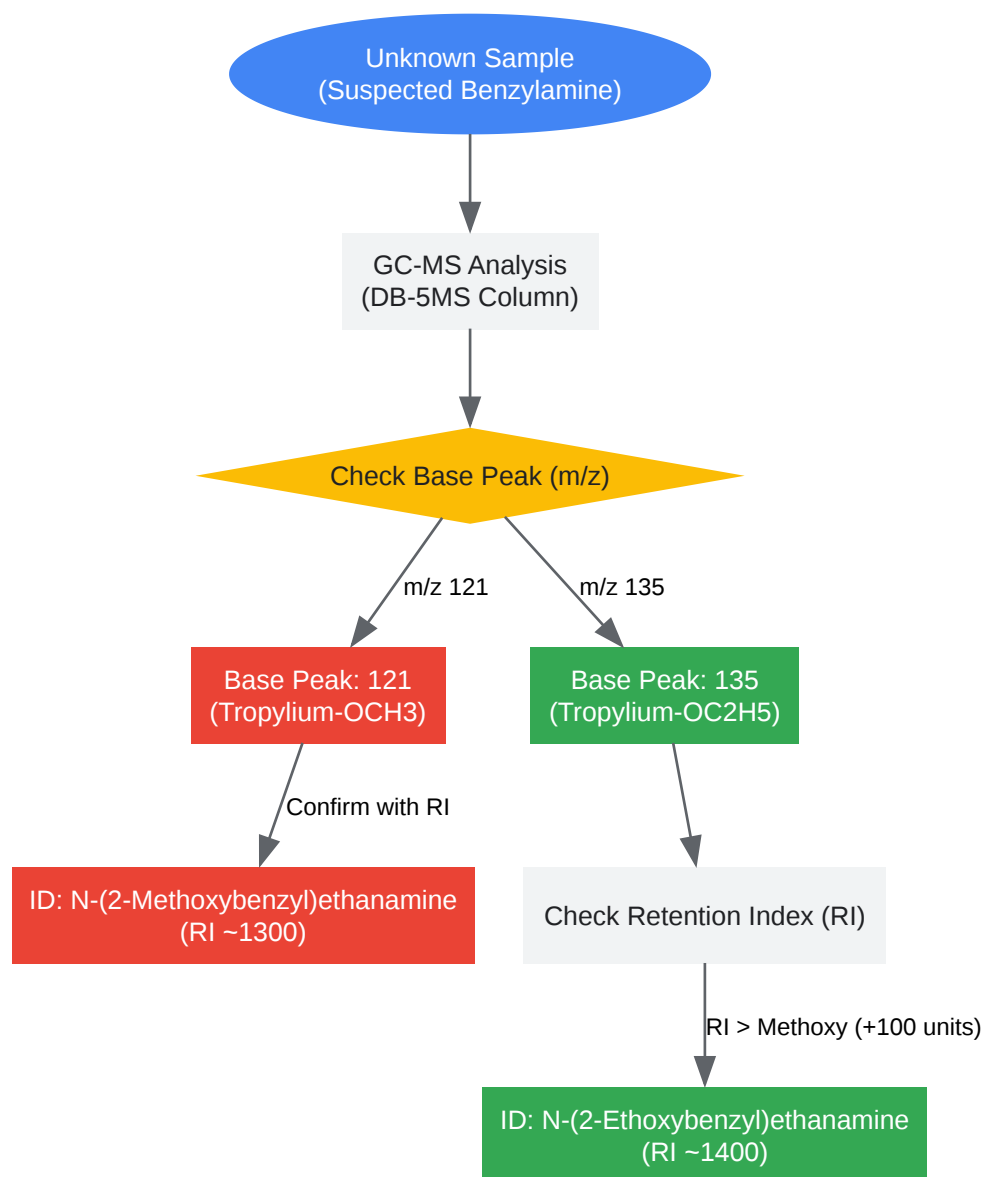 Unknown Sample
(Suspected Benzylamine)
GC-MS Analysis
(DB-5MS Column)
Check Base Peak (m/z)
m/z 121
m/z 135
Base Peak: 121
(Tropylium-OCH3)
Base Peak: 135
(Tropylium-OC2H5)
Confirm with RI
ID: N-(2-Methoxybenzyl)ethanamine
(RI ~1300)
Check Retention Index (RI)
RI > Methoxy (+100 units)
ID: N-(2-Ethoxybenzyl)ethanamine
(RI ~1400)